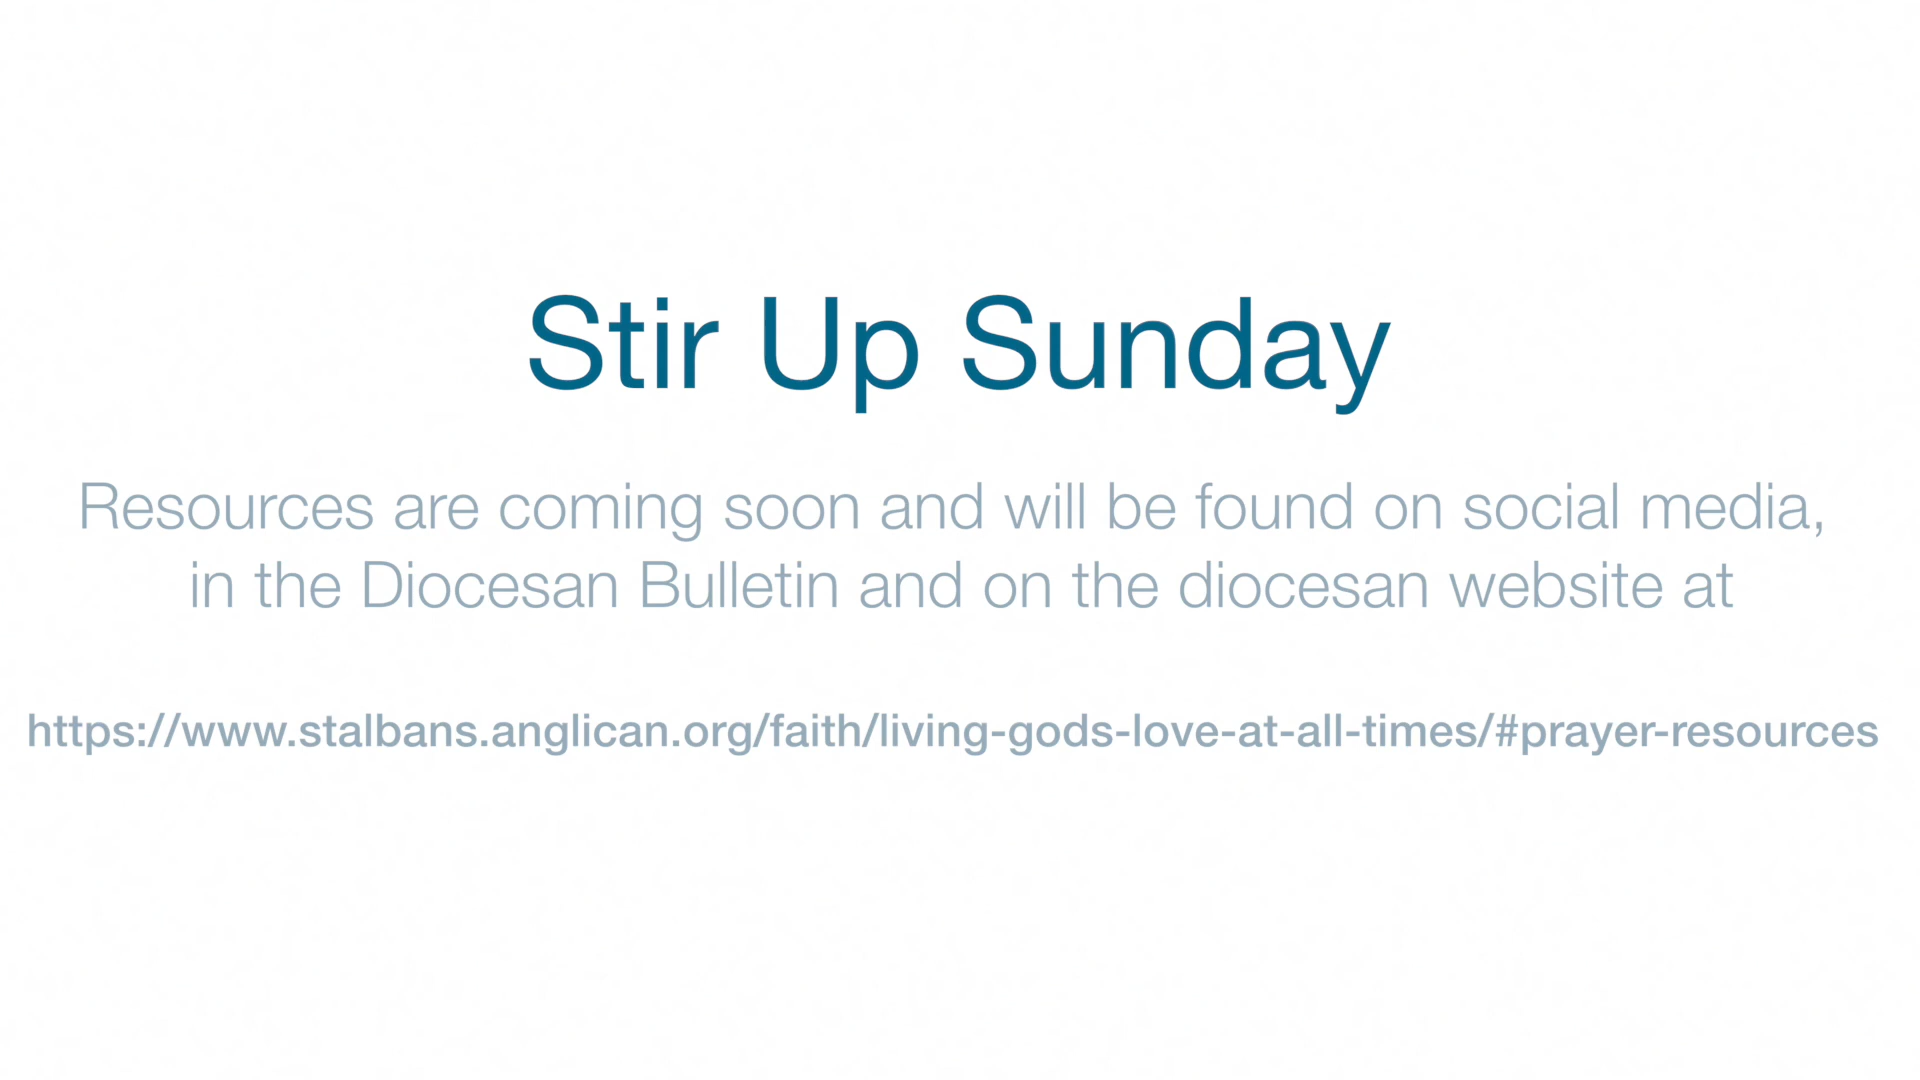 Stir Up Sunday
Resources are coming soon and will be found on social media,
in the Diocesan Bulletin and on the diocesan website at
https://www.stalbans.anglican.org/faith/living-gods-love-at-all-times/#prayer-resources